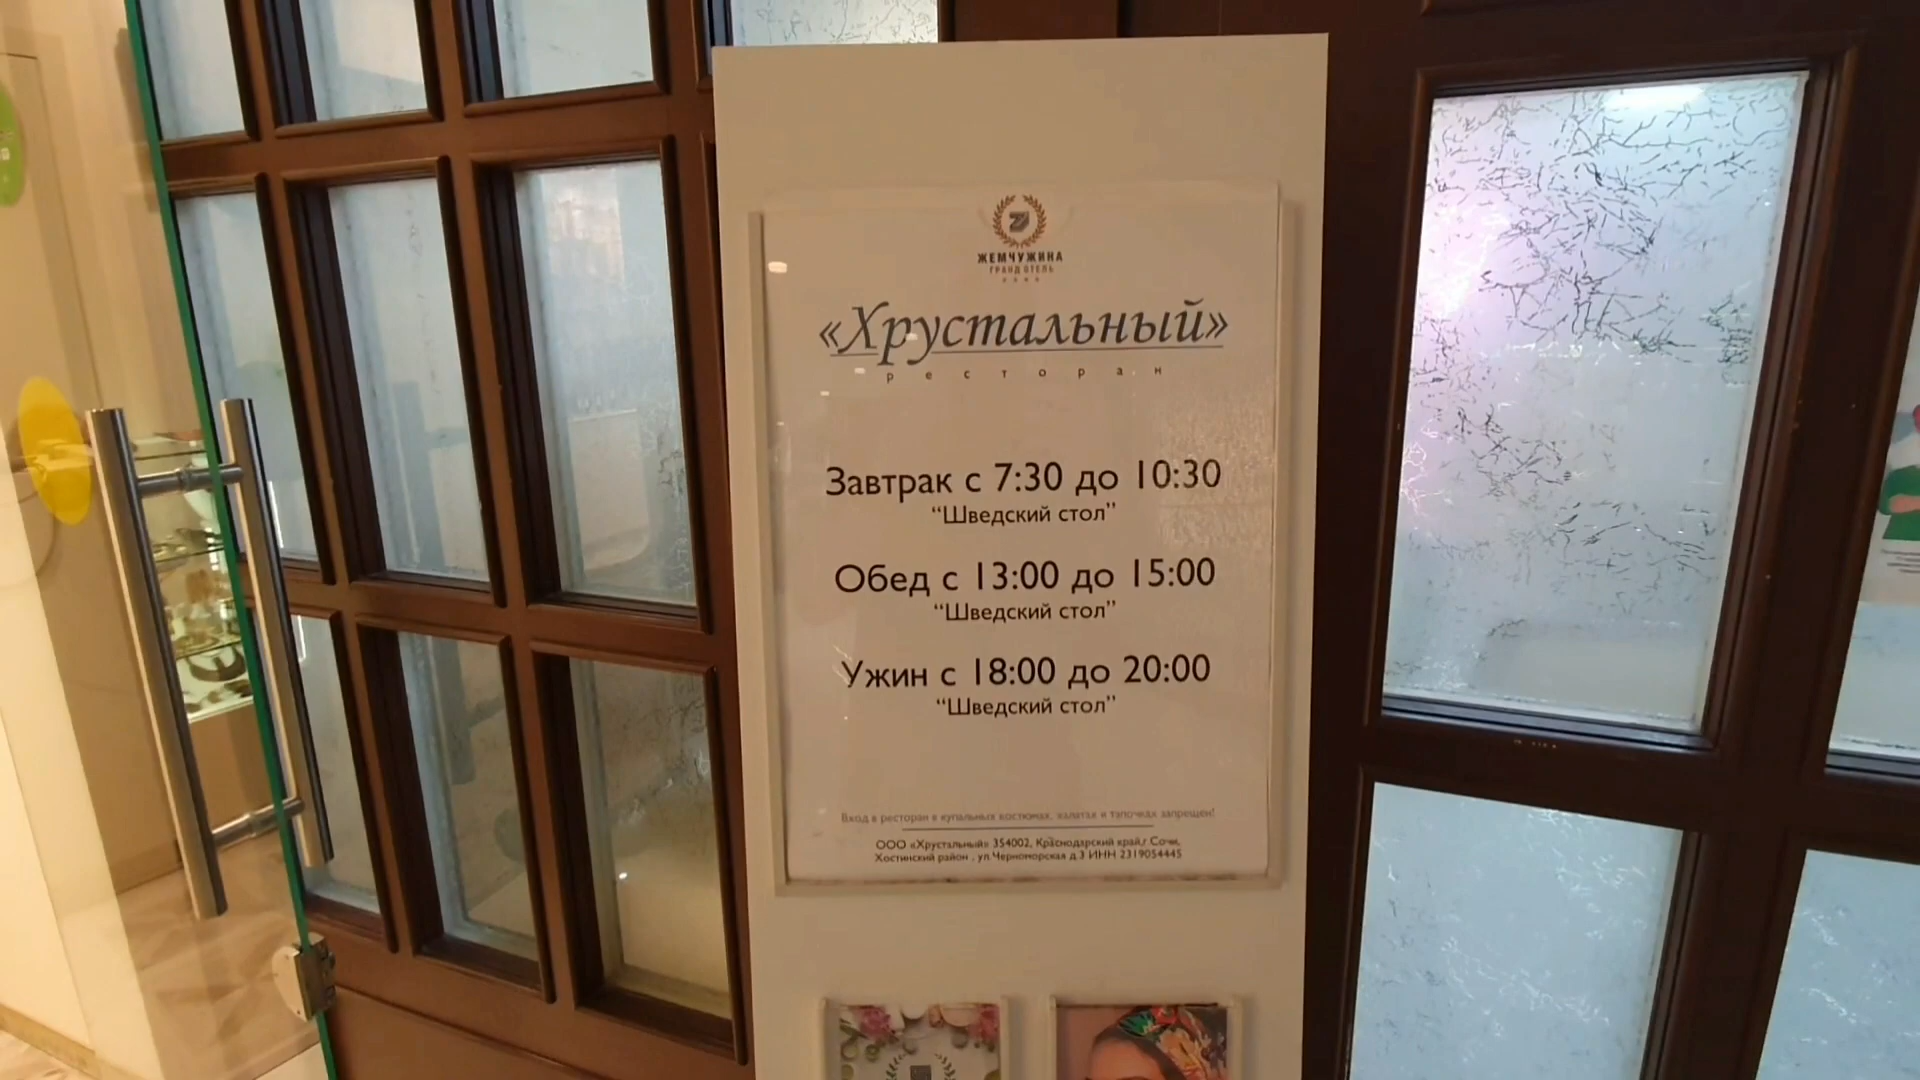 ЖЕМЧУЖИНА
ГРАНД ОТЕЛЬ
«Хрустальный»
ресторан
Завтрак с 7:30 до 10:30
“Шведский стол”
Обед с 13:00 до 15:00
“Шведский стол”
Ужин с 18:00 до 20:00
“Шведский стол”
Вход в ресторан в купальных костюмах, халатах и тапочках запрещен!
ООО «Хрустальный» 354002, Краснодарский край,г.Сочи,
Хостинский район , ул.Черноморская д.3 ИНН 2319054445